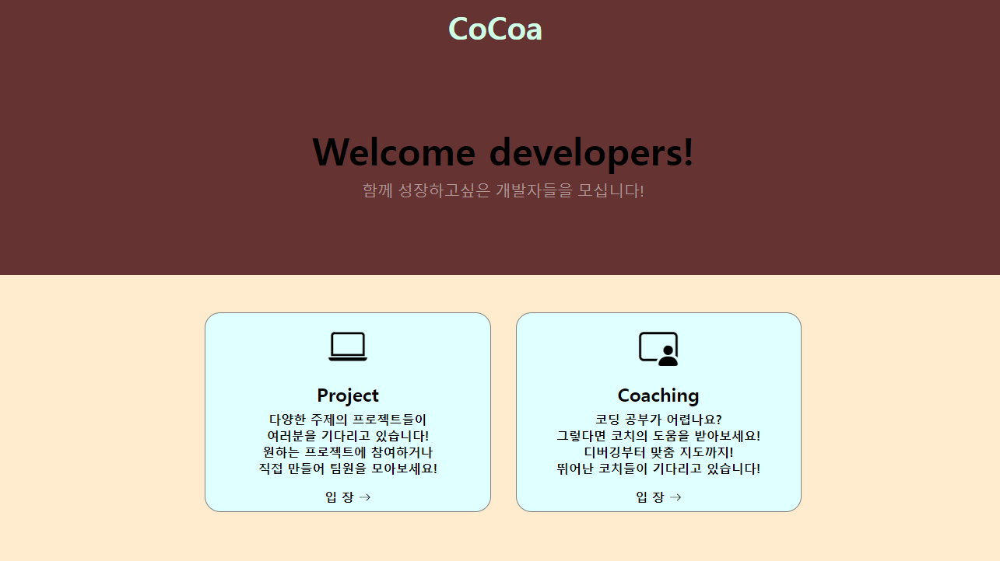 CoCoa
Welcome developers!
함께 성장하고싶은 개발자들을 모십니다!
Project
다양한 주제의 프로젝트들이
여러분을 기다리고 있습니다!
원하는 프로젝트에 참여하거나
직접 만들어 팀원을 모아보세요!
입 장 →
Coaching
코딩 공부가 어렵나요?
그렇다면 코치의 도움을 받아보세요!
디버깅부터 맞춤 지도까지!
뛰어난 코치들이 기다리고 있습니다!
입 장 →